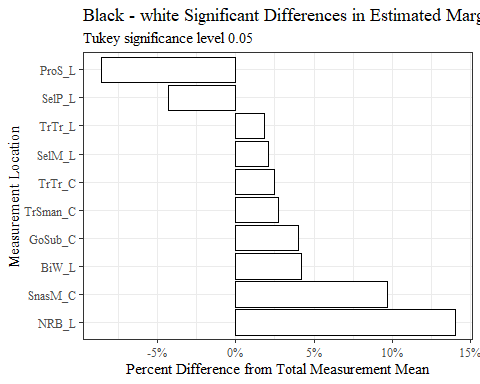 Black - white Significant Differences in Estimated Marg
Tukey significance level 0.05
Measurement Location
ProS_L
SelP_L
TrTr_L
SelM_L
TrTr_C
TrSman_C
GoSub_C
BiW_L
SnasM_C
NRB_L
-5% 0% 5% 10% 15%
Percent Difference from Total Measurement Mean